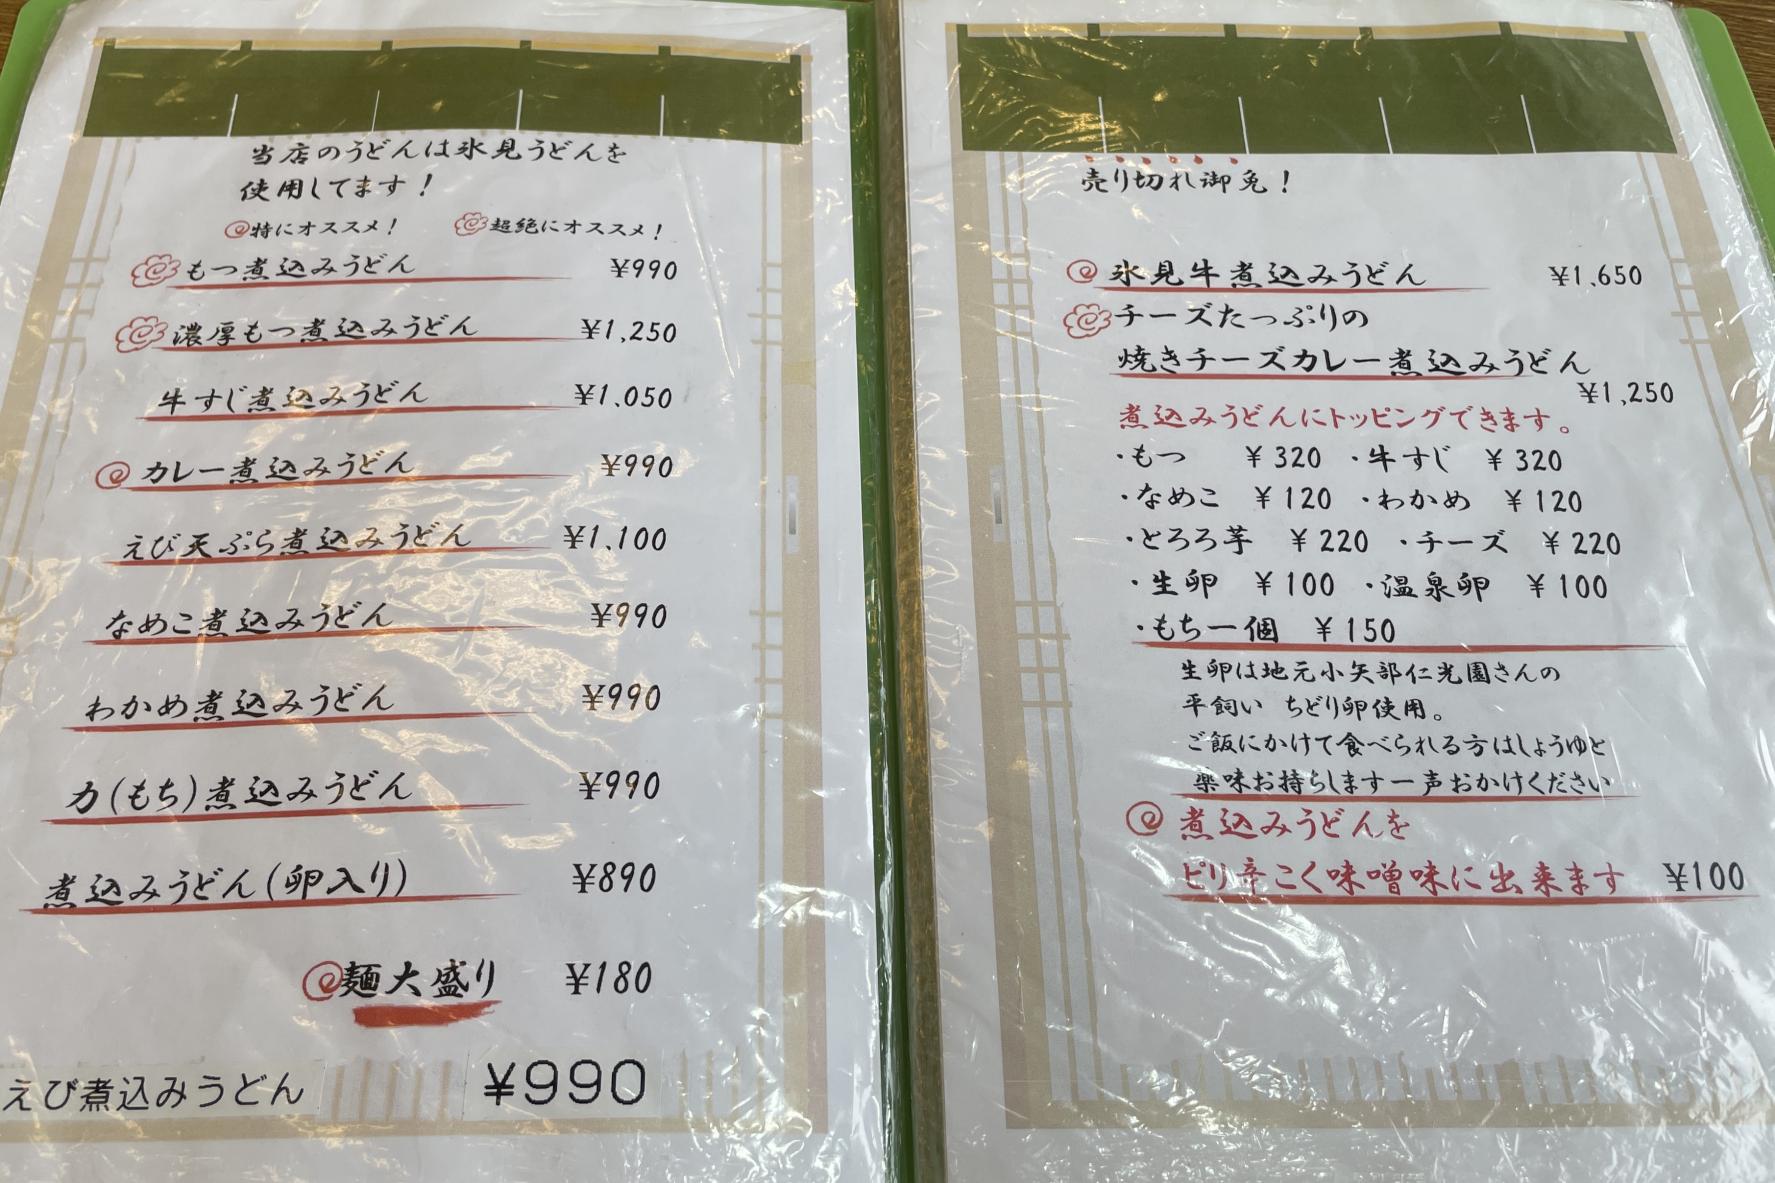 当店のうどんは氷見うどんを
使用してます！
特にオススメ！ 超絶にオススメ！
もつ煮込みうどん ¥990
濃厚もつ煮込みうどん ¥1,250
牛すじ煮込みうどん ¥1,050
カレー煮込みうどん ¥990
えび天ぷら煮込みうどん ¥1,100
なめこ煮込みうどん ¥990
わかめ煮込みうどん ¥990
力(もち)煮込みうどん ¥990
煮込みうどん(卵入り) ¥890
麺大盛り ¥180
えび煮込みうどん ¥990
売り切れ御免！
氷見牛煮込みうどん ¥1,650
チーズたっぷりの
焼きチーズカレー煮込みうどん
¥1,250
煮込みうどんにトッピングできます。
・もつ ¥320 ・牛すじ ¥320
・なめこ ¥120 ・わかめ ¥120
・とろろ芋 ¥220 ・チーズ ¥220
・生卵 ¥100 ・温泉卵 ¥100
・もち一個 ¥150
生卵は地元小矢部仁光園さんの
平飼い ちどり卵使用。
ご飯にかけて食べられる方はしょうゆと
薬味お持ちします一声おかけください
煮込みうどんを
ピリ辛こく味噌味に出来ます ¥100